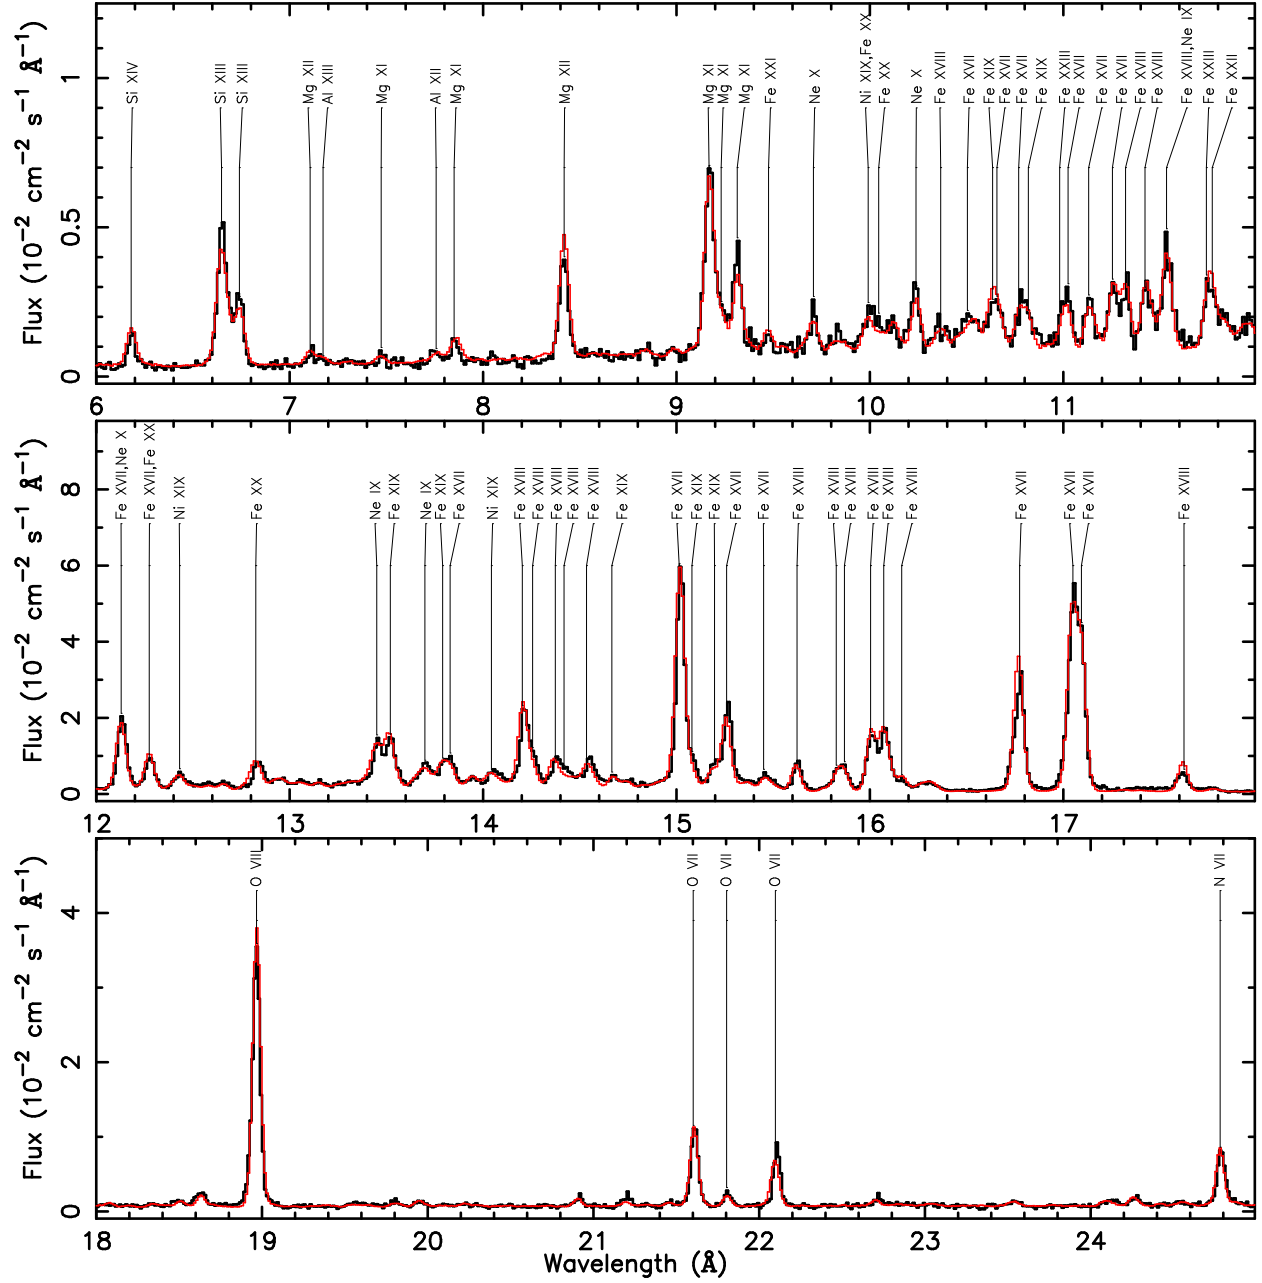 Si XIV
Si XIII
Si XIII
Mg XII
Al XIII
Mg XI
Al XII
Mg XI
Mg XII
Mg XI
Mg XI
Mg XI
Fe XXI
Ne X
Ni XIX,Fe XX
Fe XX
Ne X
Fe XVIII
Fe XVII
Fe XIX
Fe XVII
Fe XVII
Fe XIX
Fe XXIII
Fe XVII
Fe XVII
Fe XVII
Fe XVIII
Fe XVIII
Fe XVIII,Ne IX
Fe XXIII
Fe XXII
Flux (10−2 cm−2 s−1 Å−1)
1
0.5
0
6 7 8 9 10 11
Fe XVII,Ne X
Fe XVII,Fe XX
Ni XIX
Fe XX
Ne IX
Fe XIX
Ne IX
Fe XIX
Fe XVII
Ni XIX
Fe XVIII
Fe XVIII
Fe XVIII
Fe XVIII
Fe XVIII
Fe XIX
Fe XVII
Fe XIX
Fe XIX
Fe XVII
Fe XVII
Fe XVIII
Fe XVIII
Fe XVIII
Fe XVIII
Fe XVIII
Fe XVIII
Fe XVII
Fe XVII
Fe XVII
Fe XVIII
Flux (10−2 cm−2 s−1 Å−1)
8
6
4
2
0
12 13 14 15 16 17
O VIII
O VII
O VII
O VII
N VII
Flux (10−2 cm−2 s−1 Å−1)
4
2
0
18 19 20 21 22 23 24
Wavelength (Å)